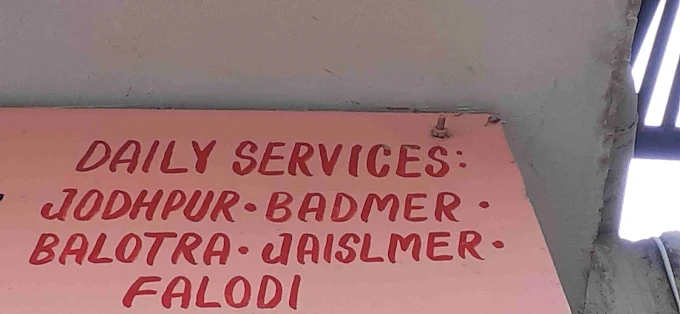 DAILY SERVICES:
JODHPUR • BADMER •
BALOTRA • JAISLMER •
FALODI